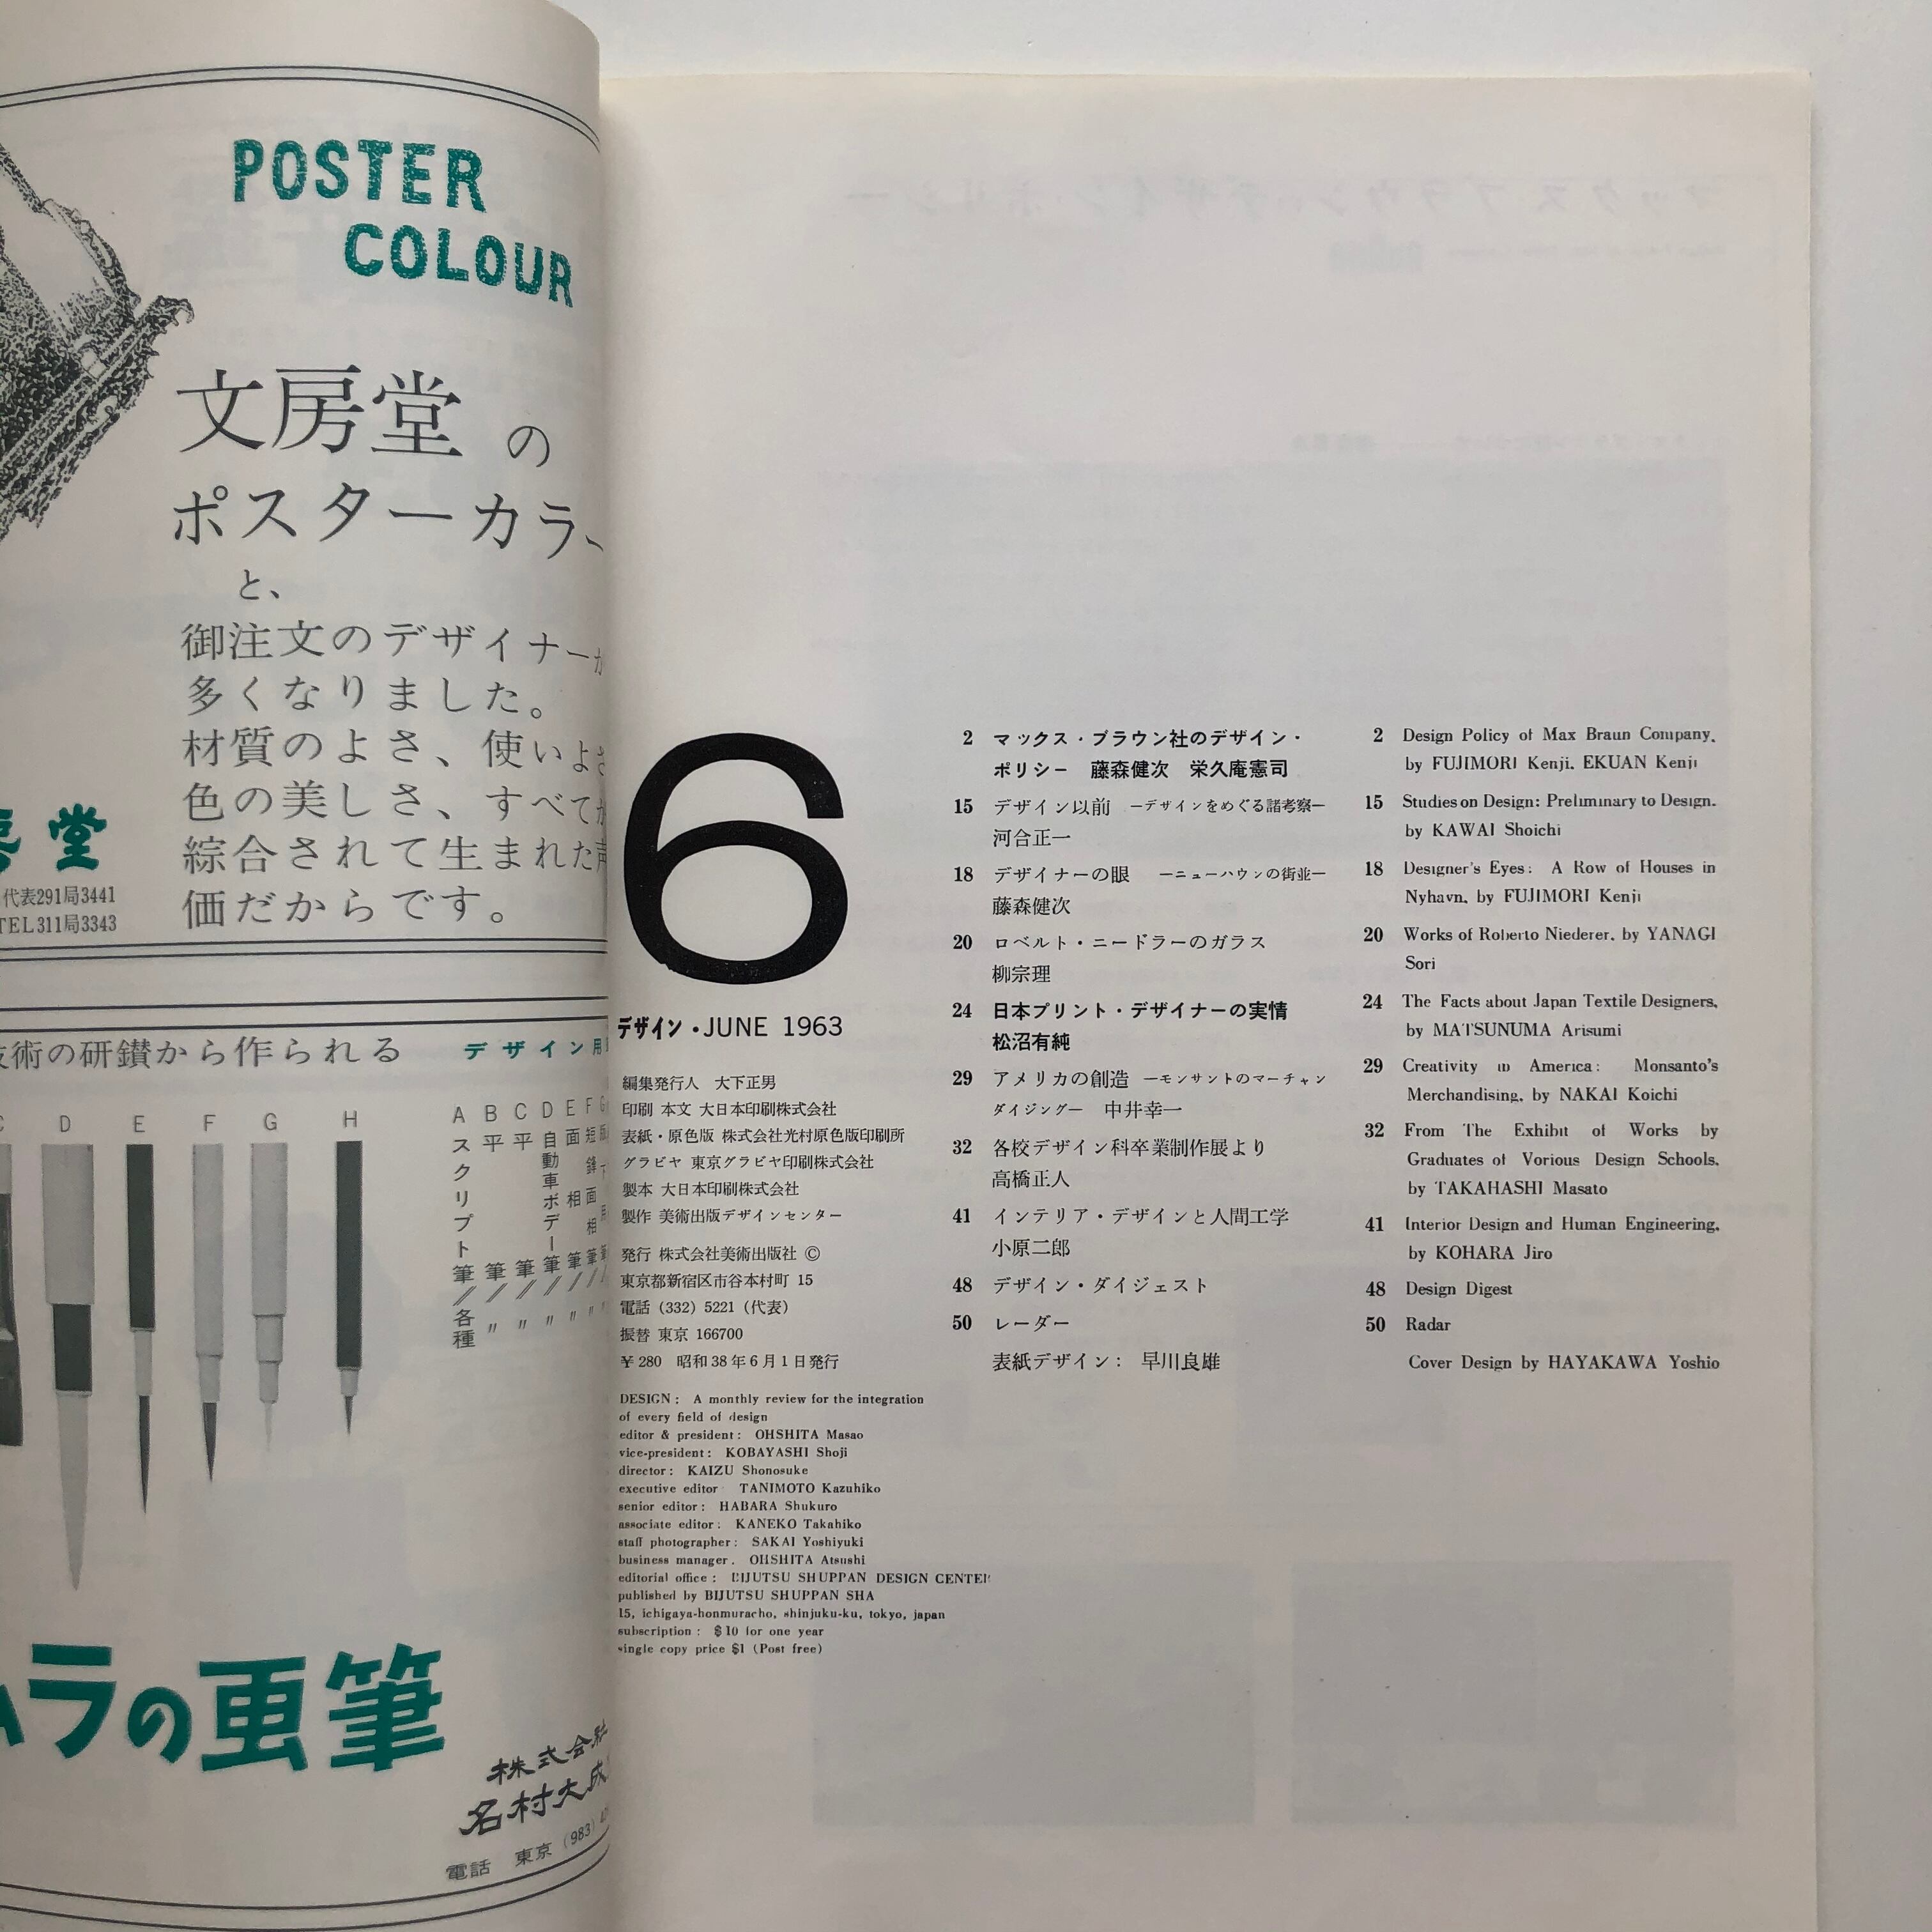 POSTER
COLOUR
文房堂 の
ポスターカラー
と、
御注文のデザイナーが
多くなりました。
材質のよさ、使いよさ
色の美しさ、すべてが
綜合されて生まれた声
価だからです。
堂
代表291局3441
TEL311局3343
術の研鑚から作られる
デザイン用
D E F G H
A B C D E F
スクリプト筆 各種
平 筆 〃
平 筆 〃
自動車ボデー筆 〃
面相筆 〃
短鋒面相筆 〃
ムラの画筆
株式会社
名村大成
電話 東京 (983)
6
デザイン・JUNE 1963
編集発行人 大下正男
印刷 本文 大日本印刷株式会社
表紙・原色版 株式会社光村原色版印刷所
グラビヤ 東京グラビヤ印刷株式会社
製本 大日本印刷株式会社
製作 美術出版デザインセンター
発行 株式会社美術出版社 ©
東京都新宿区市谷本村町 15
電話 (332) 5221 (代表)
振替 東京 166700
¥280 昭和38年6月1日発行
DESIGN: A monthly review for the integration
of every field of design
editor & president: OHSHITA Masao
vice-president: KOBAYASHI Shoji
director: KAIZU Shonosuke
executive editor TANIMOTO Kazuhiko
senior editor: HABARA Shukuro
associate editor: KANEKO Takahiko
staff photographer: SAKAI Yoshiyuki
business manager. OHSHITA Atsushi
editorial office: BIJUTSU SHUPPAN DESIGN CENTER
published by BIJUTSU SHUPPAN SHA
15, ichigaya-honmuracho, shinjuku-ku, tokyo, japan
subscription: $10 for one year
single copy price $1 (Post free)
2 マックス・ブラウン社のデザイン・
ポリシー 藤森健次 栄久庵憲司
15 デザイン以前 —デザインをめぐる諸考察—
河合正一
18 デザイナーの眼 —ニューハウンの街並—
藤森健次
20 ロベルト・ニードラーのガラス
柳宗理
24 日本プリント・デザイナーの実情
松沼有純
29 アメリカの創造 —モンサントのマーチャン
ダイジング— 中井幸一
32 各校デザイン科卒業制作展より
高橋正人
41 インテリア・デザインと人間工学
小原二郎
48 デザイン・ダイジェスト
50 レーダー
表紙デザイン: 早川良雄
2 Design Policy of Max Braun Company.
by FUJIMORI Kenji. EKUAN Kenji
15 Studies on Design: Preliminary to Design.
by KAWAI Shoichi
18 Designer's Eyes: A Row of Houses in
Nyhavn, by FUJIMORI Kenji
20 Works of Roberto Niederer, by YANAGI
Sori
24 The Facts about Japan Textile Designers,
by MATSUNUMA Arisumi
29 Creativity in America: Monsanto's
Merchandising, by NAKAI Koichi
32 From The Exhibit of Works by
Graduates of Vorious Design Schools,
by TAKAHASHI Masato
41 Interior Design and Human Engineering,
by KOHARA Jiro
48 Design Digest
50 Radar
Cover Design by HAYAKAWA Yoshio